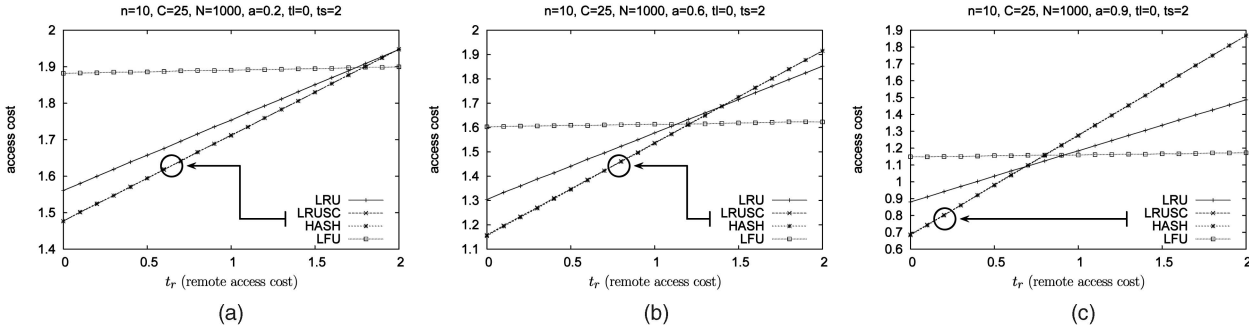 n=10, C=25, N=1000, a=0.2, tl=0, ts=2
access cost
2
1.9
1.8
1.7
1.6
1.5
1.4
LRU
LRUSC
HASH
LFU
0 0.5 1 1.5 2
t_r (remote access cost)
(a)
n=10, C=25, N=1000, a=0.6, tl=0, ts=2
access cost
2
1.9
1.8
1.7
1.6
1.5
1.4
1.3
1.2
1.1
LRU
LRUSC
HASH
LFU
0 0.5 1 1.5 2
t_r (remote access cost)
(b)
n=10, C=25, N=1000, a=0.9, tl=0, ts=2
access cost
1.9
1.8
1.7
1.6
1.5
1.4
1.3
1.2
1.1
1
0.9
0.8
0.7
0.6
LRU
LRUSC
HASH
LFU
0 0.5 1 1.5 2
t_r (remote access cost)
(c)